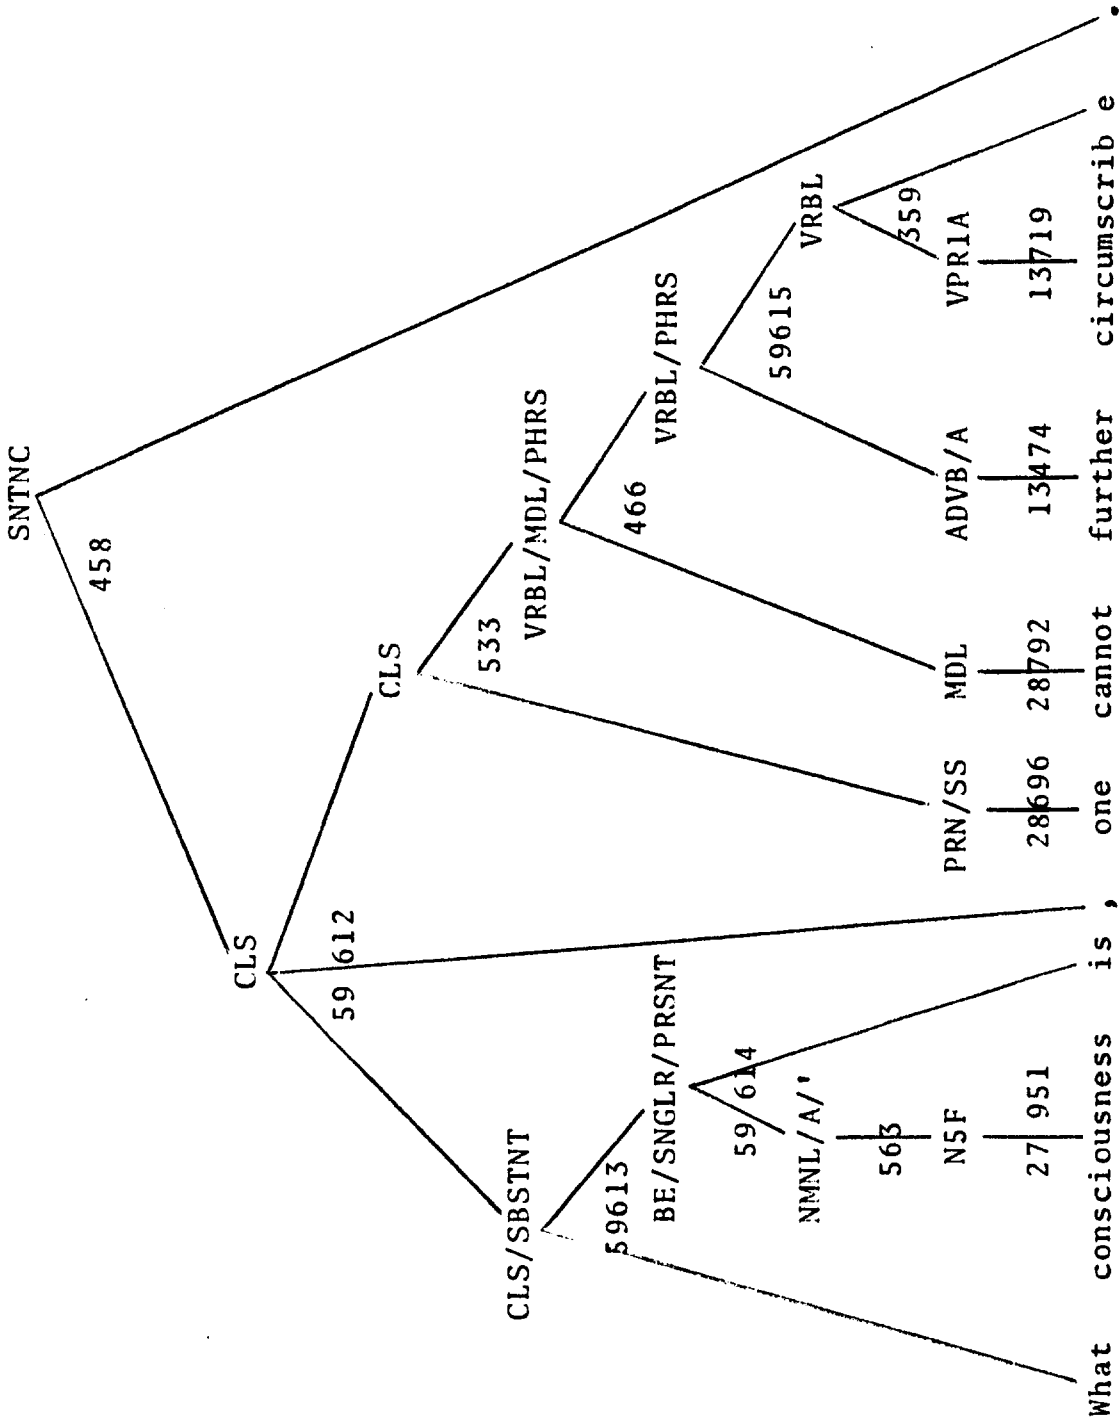 SNTNC
458
CLS
59 612
CLS
533
CLS/SBSTNT VRBL/MDL/PHRS
59613 466
BE/SNGLR/PRSNT VRBL/PHRS
59 614 59615
NMNL/A/' VRBL
563 359
N5F PRN/SS MDL ADVB/A VPR1A
27 951 28696 28792 13474 13719
What consciousness is , one cannot further circumscrib e .